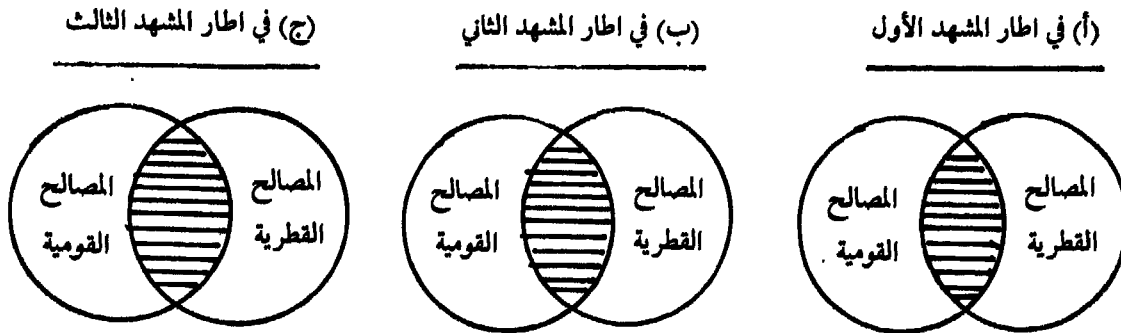 (أ) في اطار المشهد الأول
(ب) في اطار المشهد الثاني
(ج) في اطار المشهد الثالث
المصالح
القطرية
المصالح
القومية
المصالح
القطرية
المصالح
القومية
المصالح
القطرية
المصالح
القومية